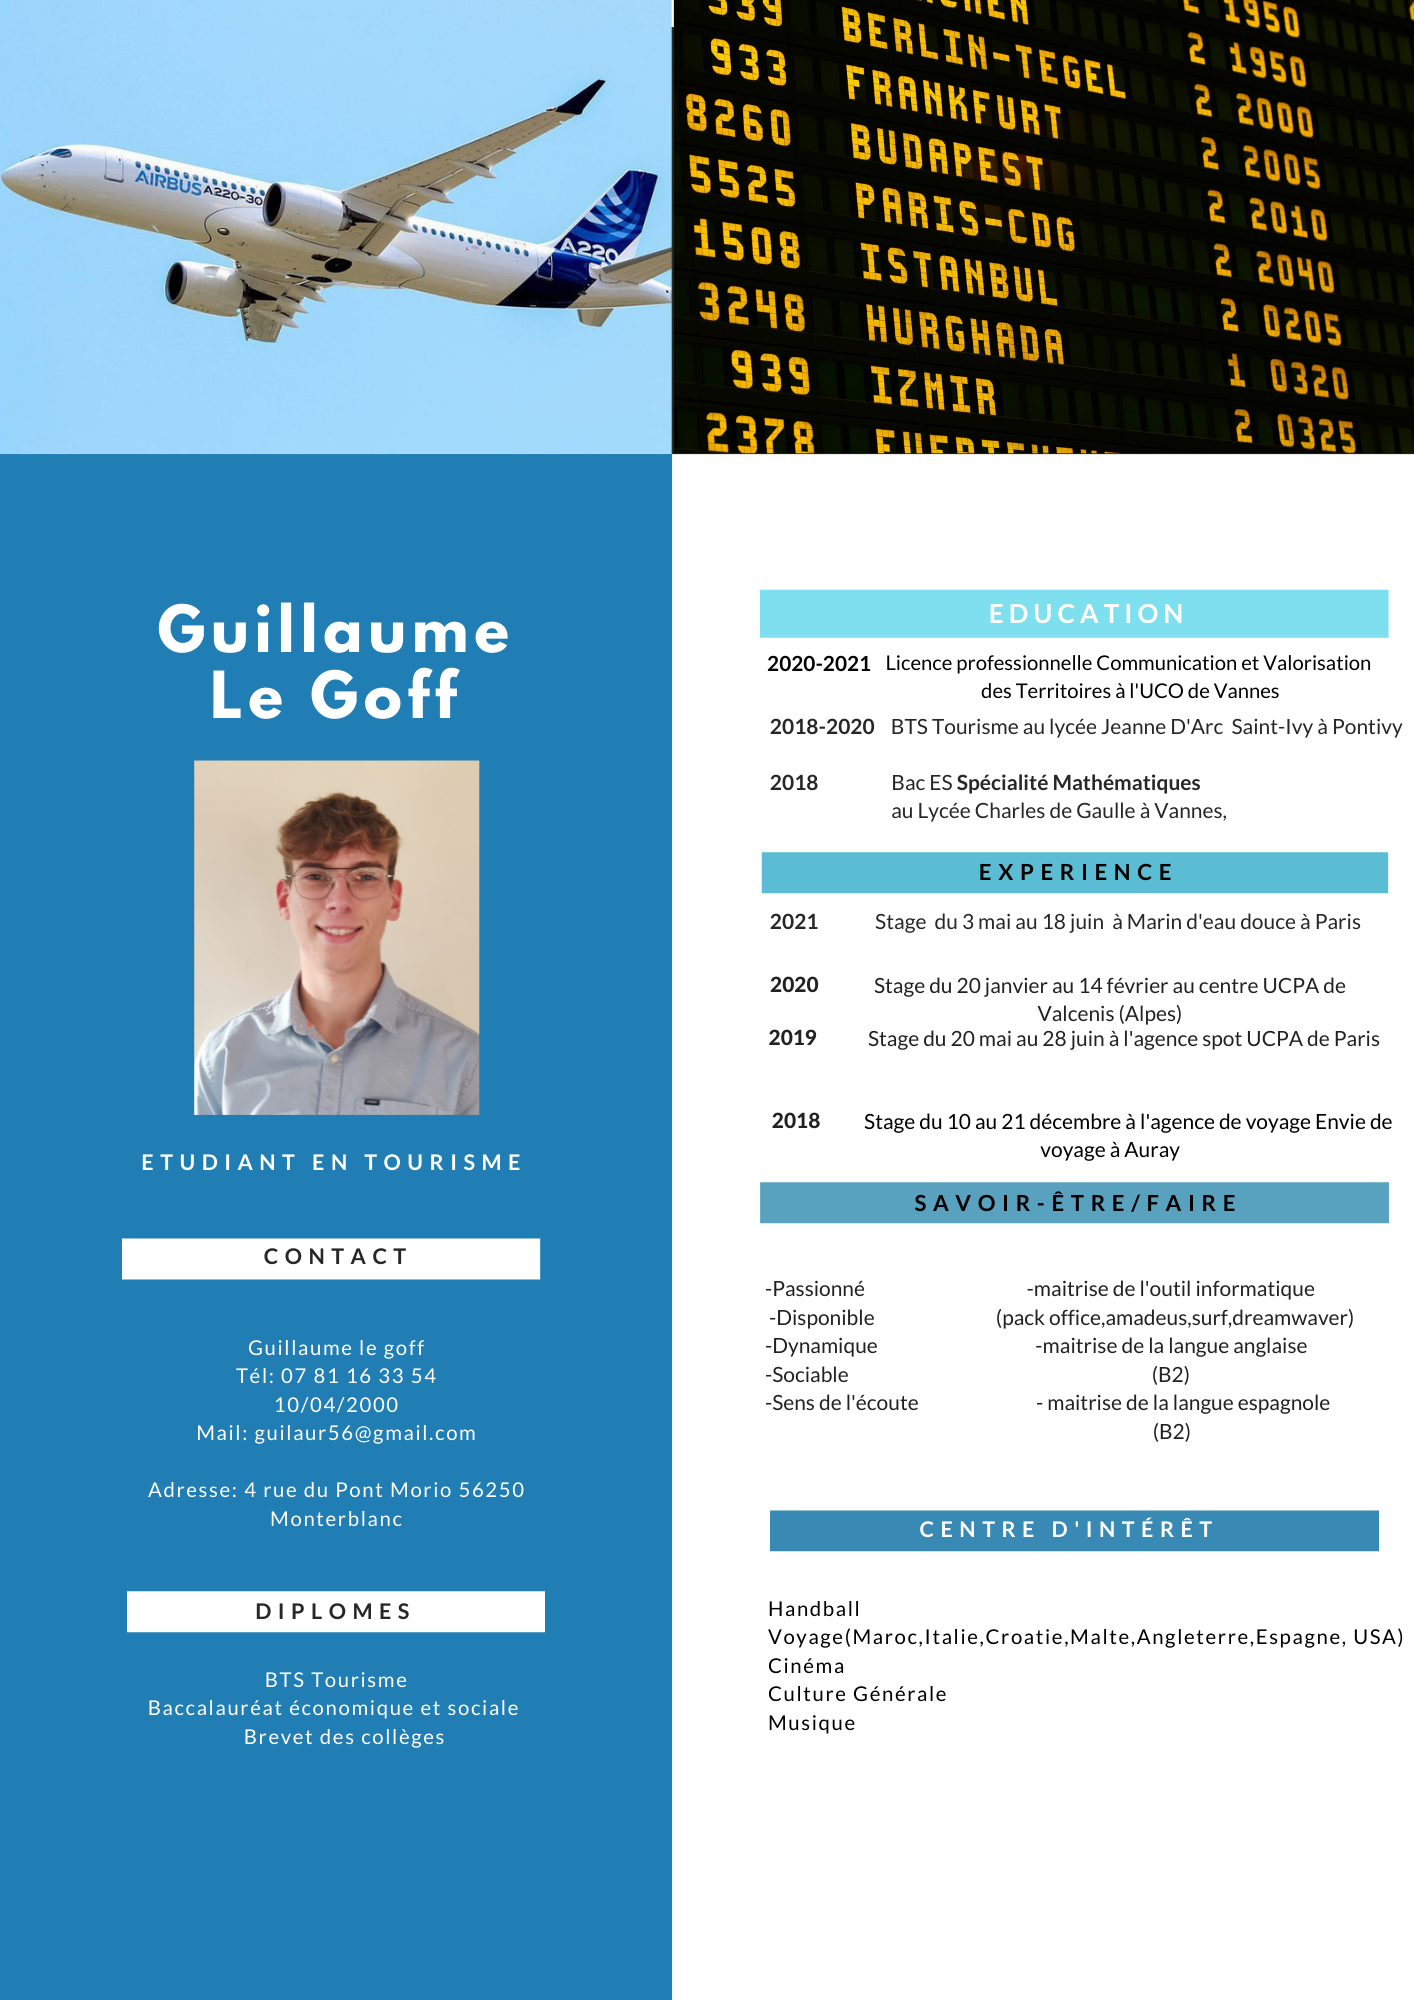 AIRBUS A220-30
A220
339
933 BERLIN-TEGEL 2 1950
8260 FRANKFURT 2 1950
5525 BUDAPEST 2 2000
1508 PARIS-CDG 2 2005
3248 ISTANBUL 2 2010
939 HURGHADA 2 2040
2378 IZMIR 2 0205
1 0320
2 0325
Guillaume
Le Goff
ETUDIANT EN TOURISME
CONTACT
Guillaume le goff
Tél: 07 81 16 33 54
10/04/2000
Mail: guilaur56@gmail.com
Adresse: 4 rue du Pont Morio 56250
Monterblanc
DIPLOMES
BTS Tourisme
Baccalauréat économique et sociale
Brevet des collèges
EDUCATION
2020-2021 Licence professionnelle Communication et Valorisation
des Territoires à l'UCO de Vannes
2018-2020 BTS Tourisme au lycée Jeanne D'Arc Saint-Ivy à Pontivy
2018 Bac ES Spécialité Mathématiques
au Lycée Charles de Gaulle à Vannes,
EXPERIENCE
2021 Stage du 3 mai au 18 juin à Marin d'eau douce à Paris
2020 Stage du 20 janvier au 14 février au centre UCPA de
Valcenis (Alpes)
2019 Stage du 20 mai au 28 juin à l'agence spot UCPA de Paris
2018 Stage du 10 au 21 décembre à l'agence de voyage Envie de
voyage à Auray
SAVOIR-ÊTRE/FAIRE
-Passionné
-Disponible
-Dynamique
-Sociable
-Sens de l'écoute
-maitrise de l'outil informatique
(pack office,amadeus,surf,dreamwaver)
-maitrise de la langue anglaise
(B2)
- maitrise de la langue espagnole
(B2)
CENTRE D'INTÉRÊT
Handball
Voyage(Maroc,Italie,Croatie,Malte,Angleterre,Espagne, USA)
Cinéma
Culture Générale
Musique